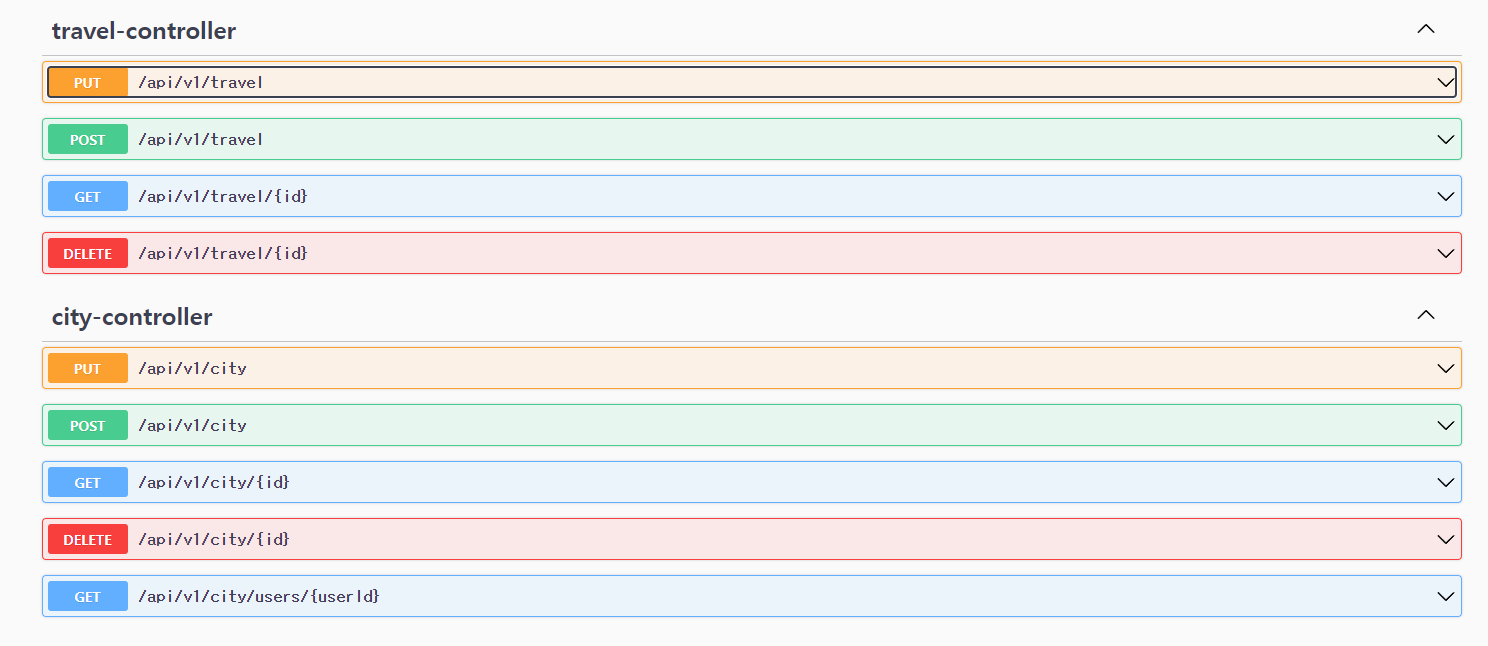 travel-controller
PUT /api/v1/travel
POST /api/v1/travel
GET /api/v1/travel/{id}
DELETE /api/v1/travel/{id}
city-controller
PUT /api/v1/city
POST /api/v1/city
GET /api/v1/city/{id}
DELETE /api/v1/city/{id}
GET /api/v1/city/users/{userId}